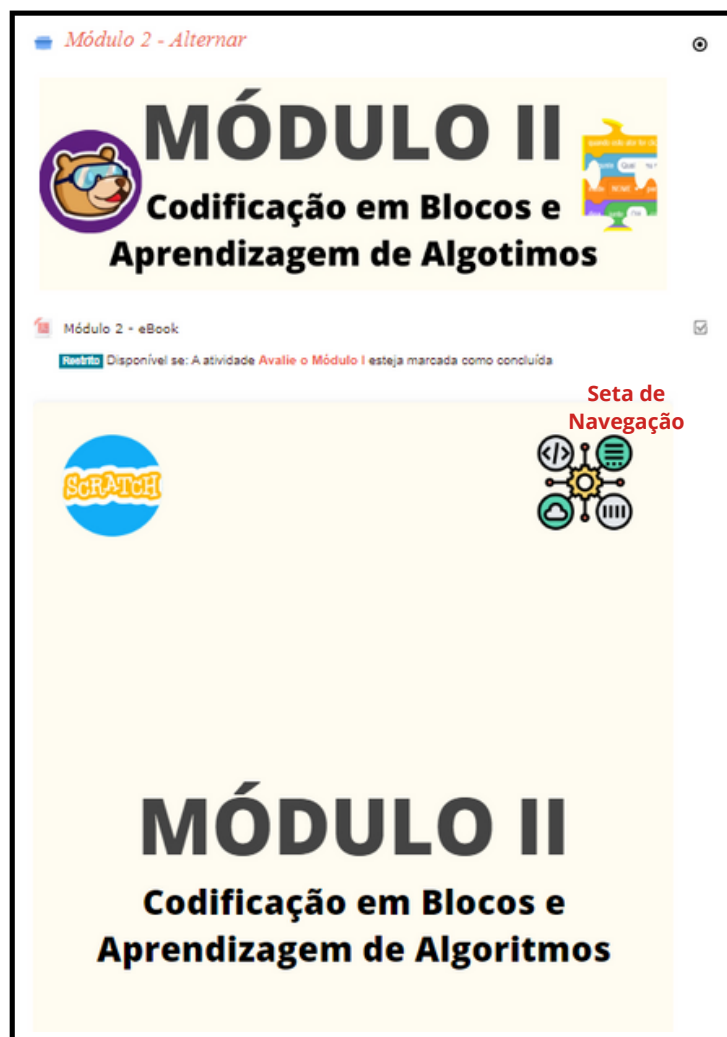 Módulo 2 - Alternar
MÓDULO II
Codificação em Blocos e
Aprendizagem de Algotimos
Módulo 2 - eBook
Restrito Disponível se: A atividade Avalie o Módulo I esteja marcada como concluída
Seta de
Navegação
SCRATCH
MÓDULO II
Codificação em Blocos e
Aprendizagem de Algoritmos